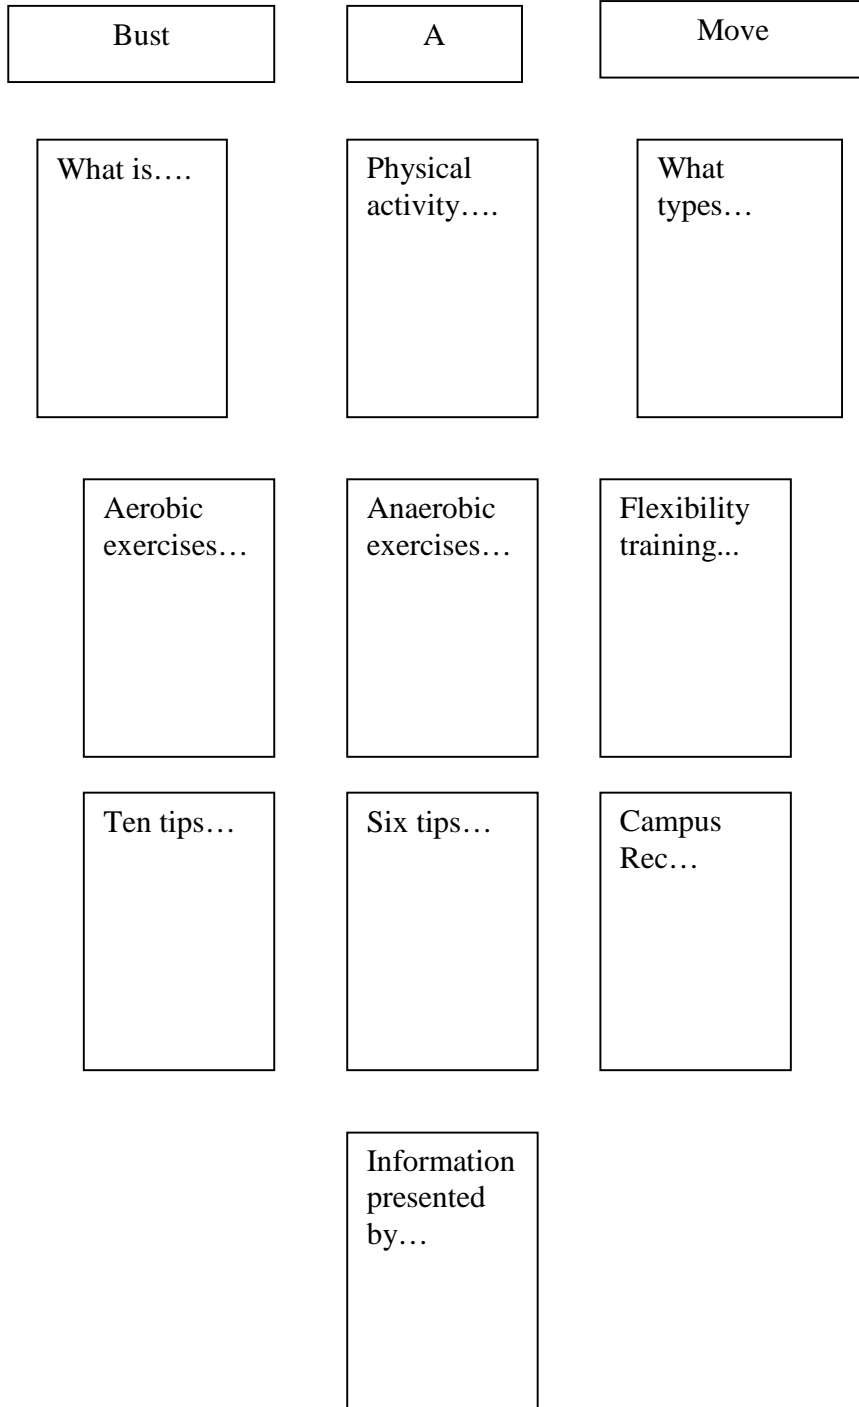 Bust
A
Move
What is….
Physical
activity….
What
types…
Aerobic
exercises…
Anaerobic
exercises…
Flexibility
training...
Ten tips…
Six tips…
Campus
Rec…
Information
presented
by…